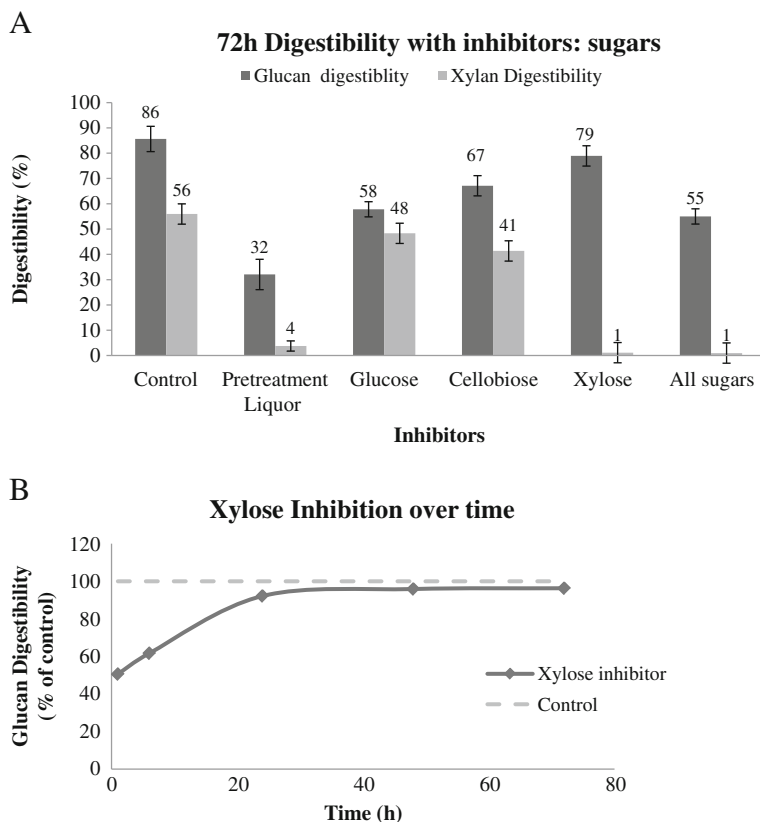 A
72h Digestibility with inhibitors: sugars
Glucan digestiblity Xylan Digestibility
Digestibility (%)
100
90
80
70
60
50
40
30
20
10
0
86
56
32
4
58
48
67
41
79
1
55
1
Control Pretreatment Liquor Glucose Cellobiose Xylose All sugars
Inhibitors
B
Xylose Inhibition over time
Glucan Digestibility
(% of control)
120
100
80
60
40
20
0
Xylose inhibitor
Control
0 20 40 60 80
Time (h)